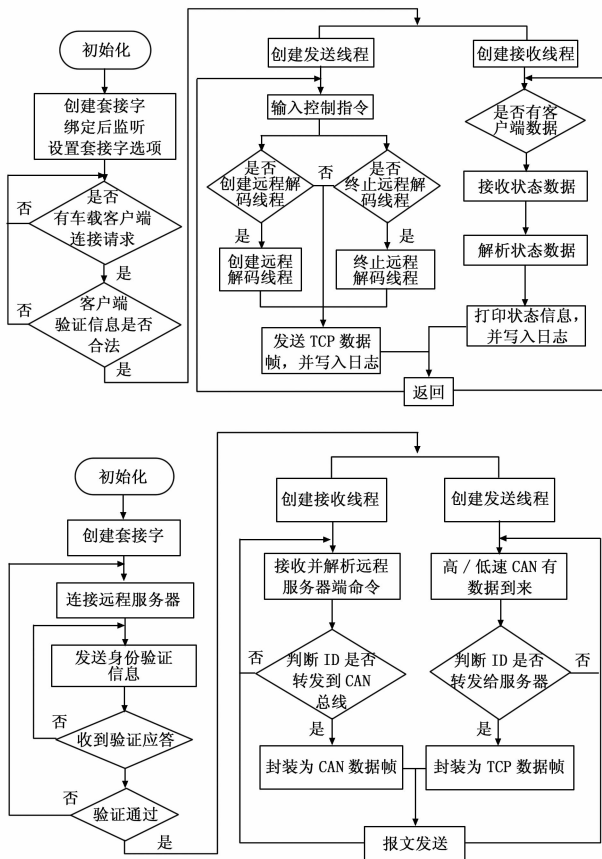 初始化
创建套接字
绑定后监听
设置套接字选项
是否
有车载客户端
连接请求
否
是
客户端
验证信息是否
合法
否
是
创建发送线程
输入控制指令
是否
创建远程解
码线程
否
是否
终止远程解
码线程
是
是
创建远程
解码线程
终止远程
解码线程
发送 TCP 数据
帧，并写入日志
创建接收线程
是否有客
户端数据
接收状态数据
解析状态数据
打印状态信息，
并写入日志
返回
初始化
创建套接字
连接远程服务器
发送身份验证
信息
否
收到验证应答
否
验证通过
是
创建接收线程
接收并解析远程
服务器端命令
否
判断 ID 是否
转发到 CAN
总线
是
封装为 CAN 数据帧
创建发送线程
高 / 低速 CAN 有
数据到来
判断 ID 是否
转发给服务器
否
是
封装为 TCP 数据帧
报文发送